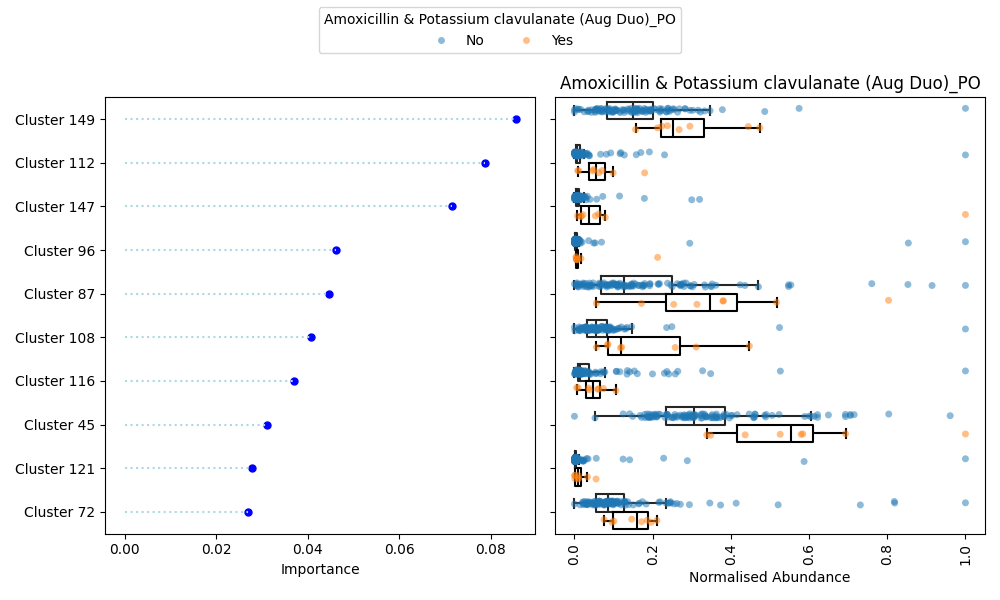 Amoxicillin & Potassium clavulanate (Aug Duo)_PO
No Yes
Amoxicillin & Potassium clavulanate (Aug Duo)_PO
Cluster 149
Cluster 112
Cluster 147
Cluster 96
Cluster 87
Cluster 108
Cluster 116
Cluster 45
Cluster 121
Cluster 72
0.00 0.02 0.04 0.06 0.08
Importance
0.0 0.2 0.4 0.6 0.8 1.0
Normalised Abundance